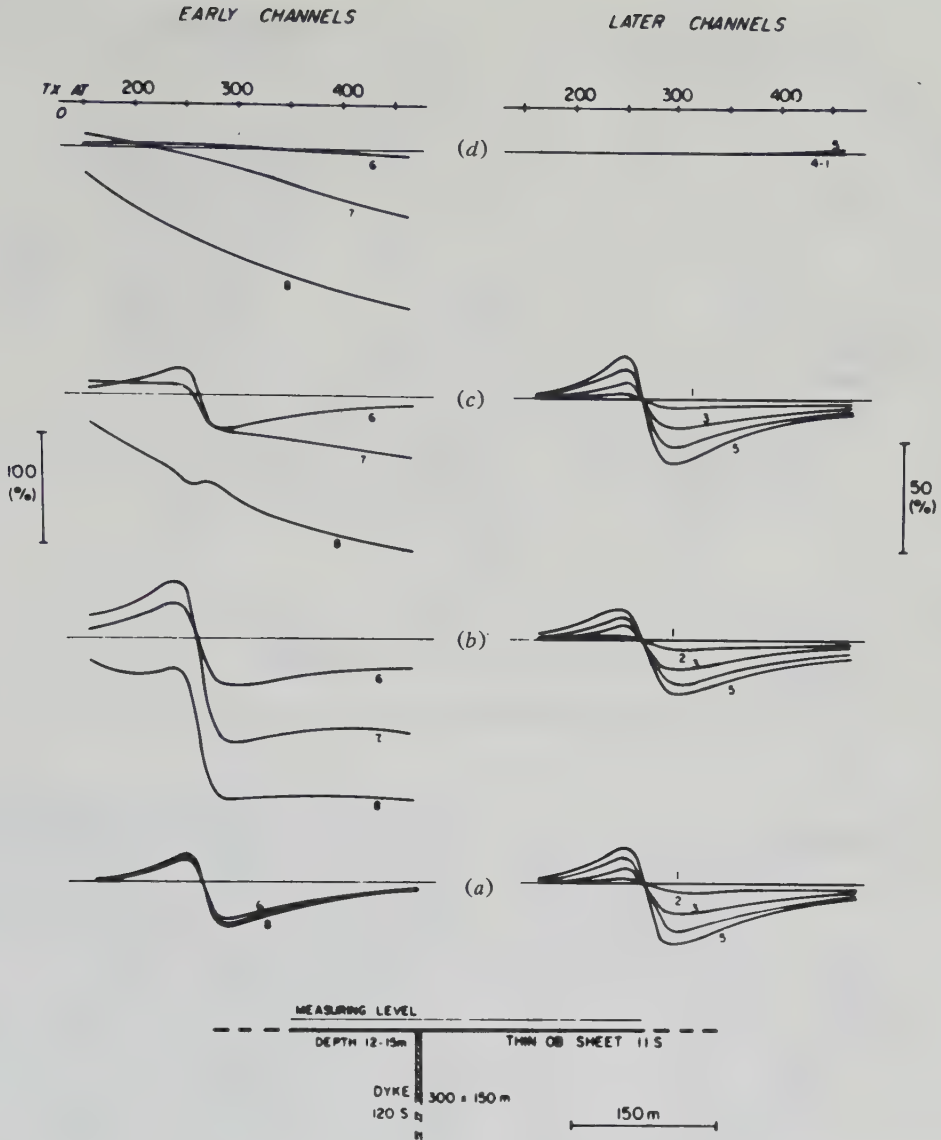 EARLY CHANNELS
LATER CHANNELS
TX AT 200 300 400
0
200 300 400
6
7
8
(d)
5
4-1
6
7
8
(c)
1
3
5
100
(%)
50
(%)
6
7
8
(b)
1
2
3
5
6
8
(a)
1
2
3
5
MEASURING LEVEL
DEPTH 12-15m THIN OB SHEET 11 S
DYKE 300 x 150 m
120 S
150 m